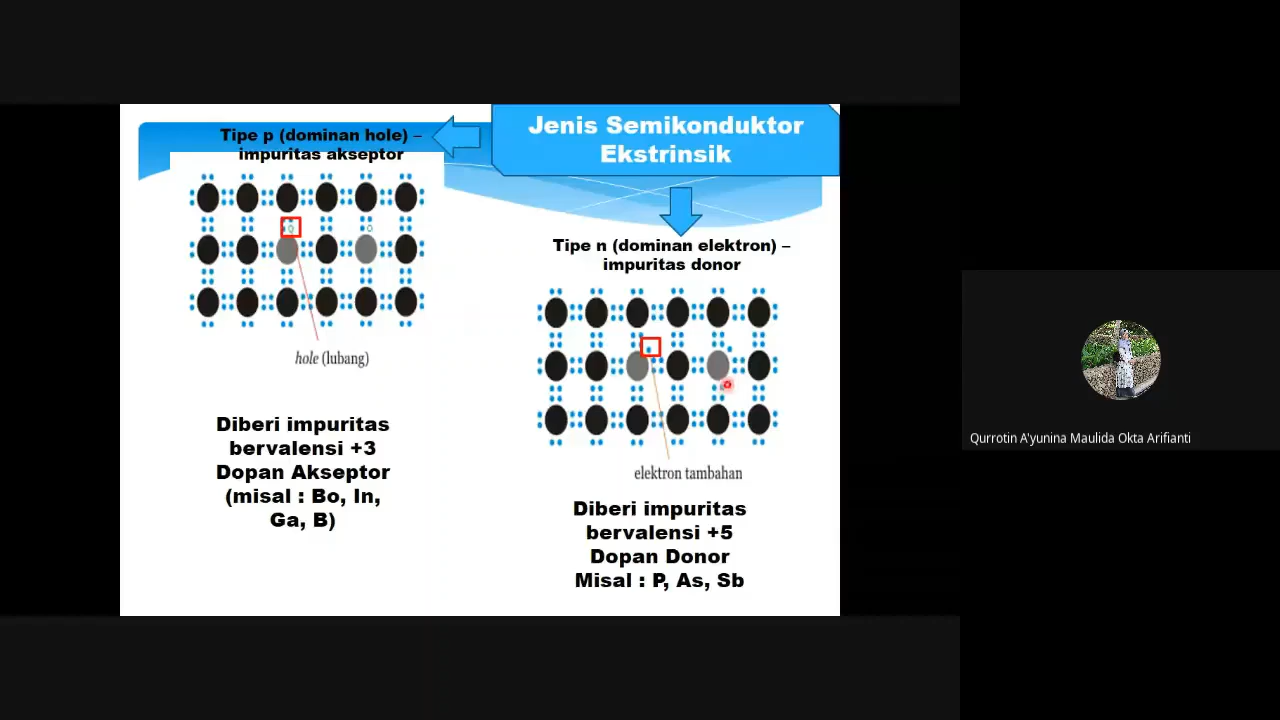 Jenis Semikonduktor
Ekstrinsik
Tipe p (dominan hole) –
impuritas akseptor
hole (lubang)
Diberi impuritas
bervalensi +3
Dopan Akseptor
(misal : Bo, In,
Ga, B)
Tipe n (dominan elektron) –
impuritas donor
elektron tambahan
Diberi impuritas
bervalensi +5
Dopan Donor
Misal : P, As, Sb
Qurrotin A'yunina Maulida Okta Arifianti